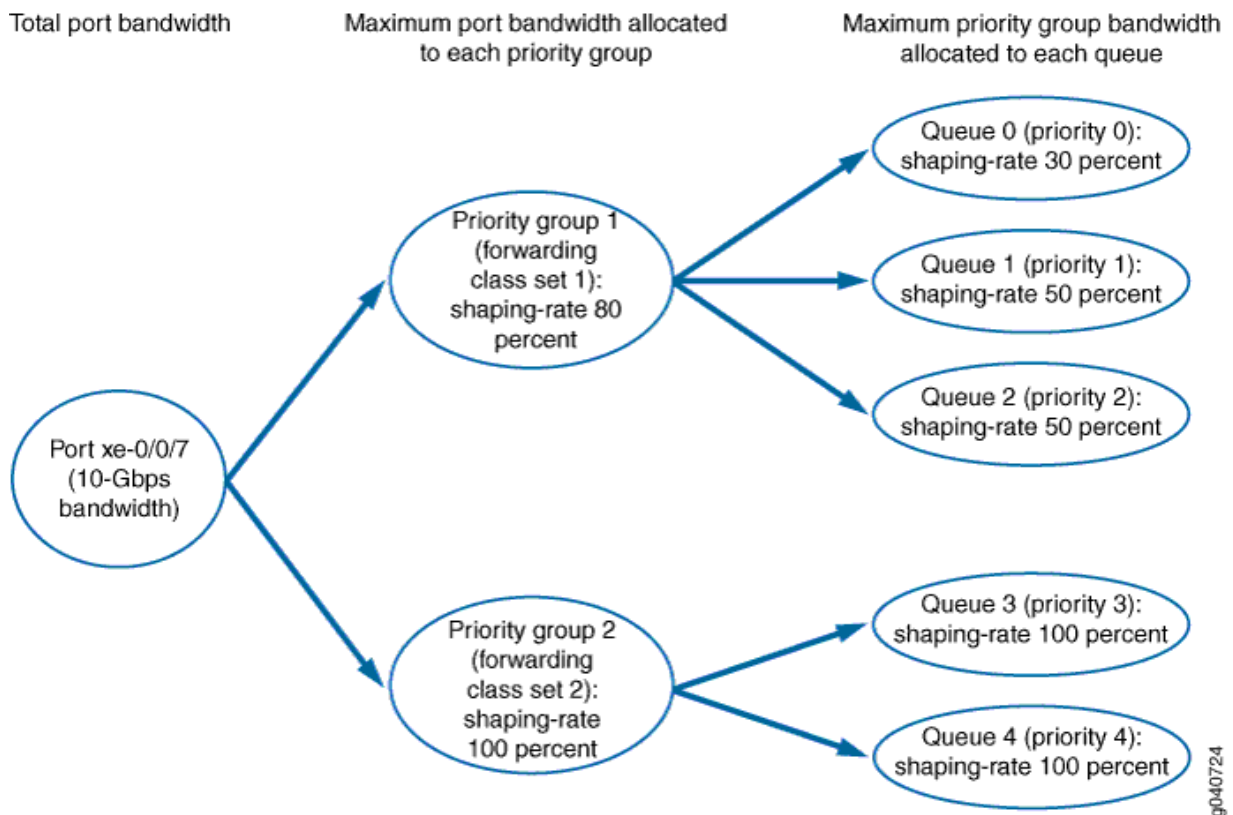 Total port bandwidth
Maximum port bandwidth allocated
to each priority group
Maximum priority group bandwidth
allocated to each queue
Port xe-0/0/7
(10-Gbps
bandwidth)
Priority group 1
(forwarding
class set 1):
shaping-rate 80
percent
Queue 0 (priority 0):
shaping-rate 30 percent
Queue 1 (priority 1):
shaping-rate 50 percent
Queue 2 (priority 2):
shaping-rate 50 percent
Priority group 2
(forwarding
class set 2):
shaping-rate
100 percent
Queue 3 (priority 3):
shaping-rate 100 percent
Queue 4 (priority 4):
shaping-rate 100 percent
g040724